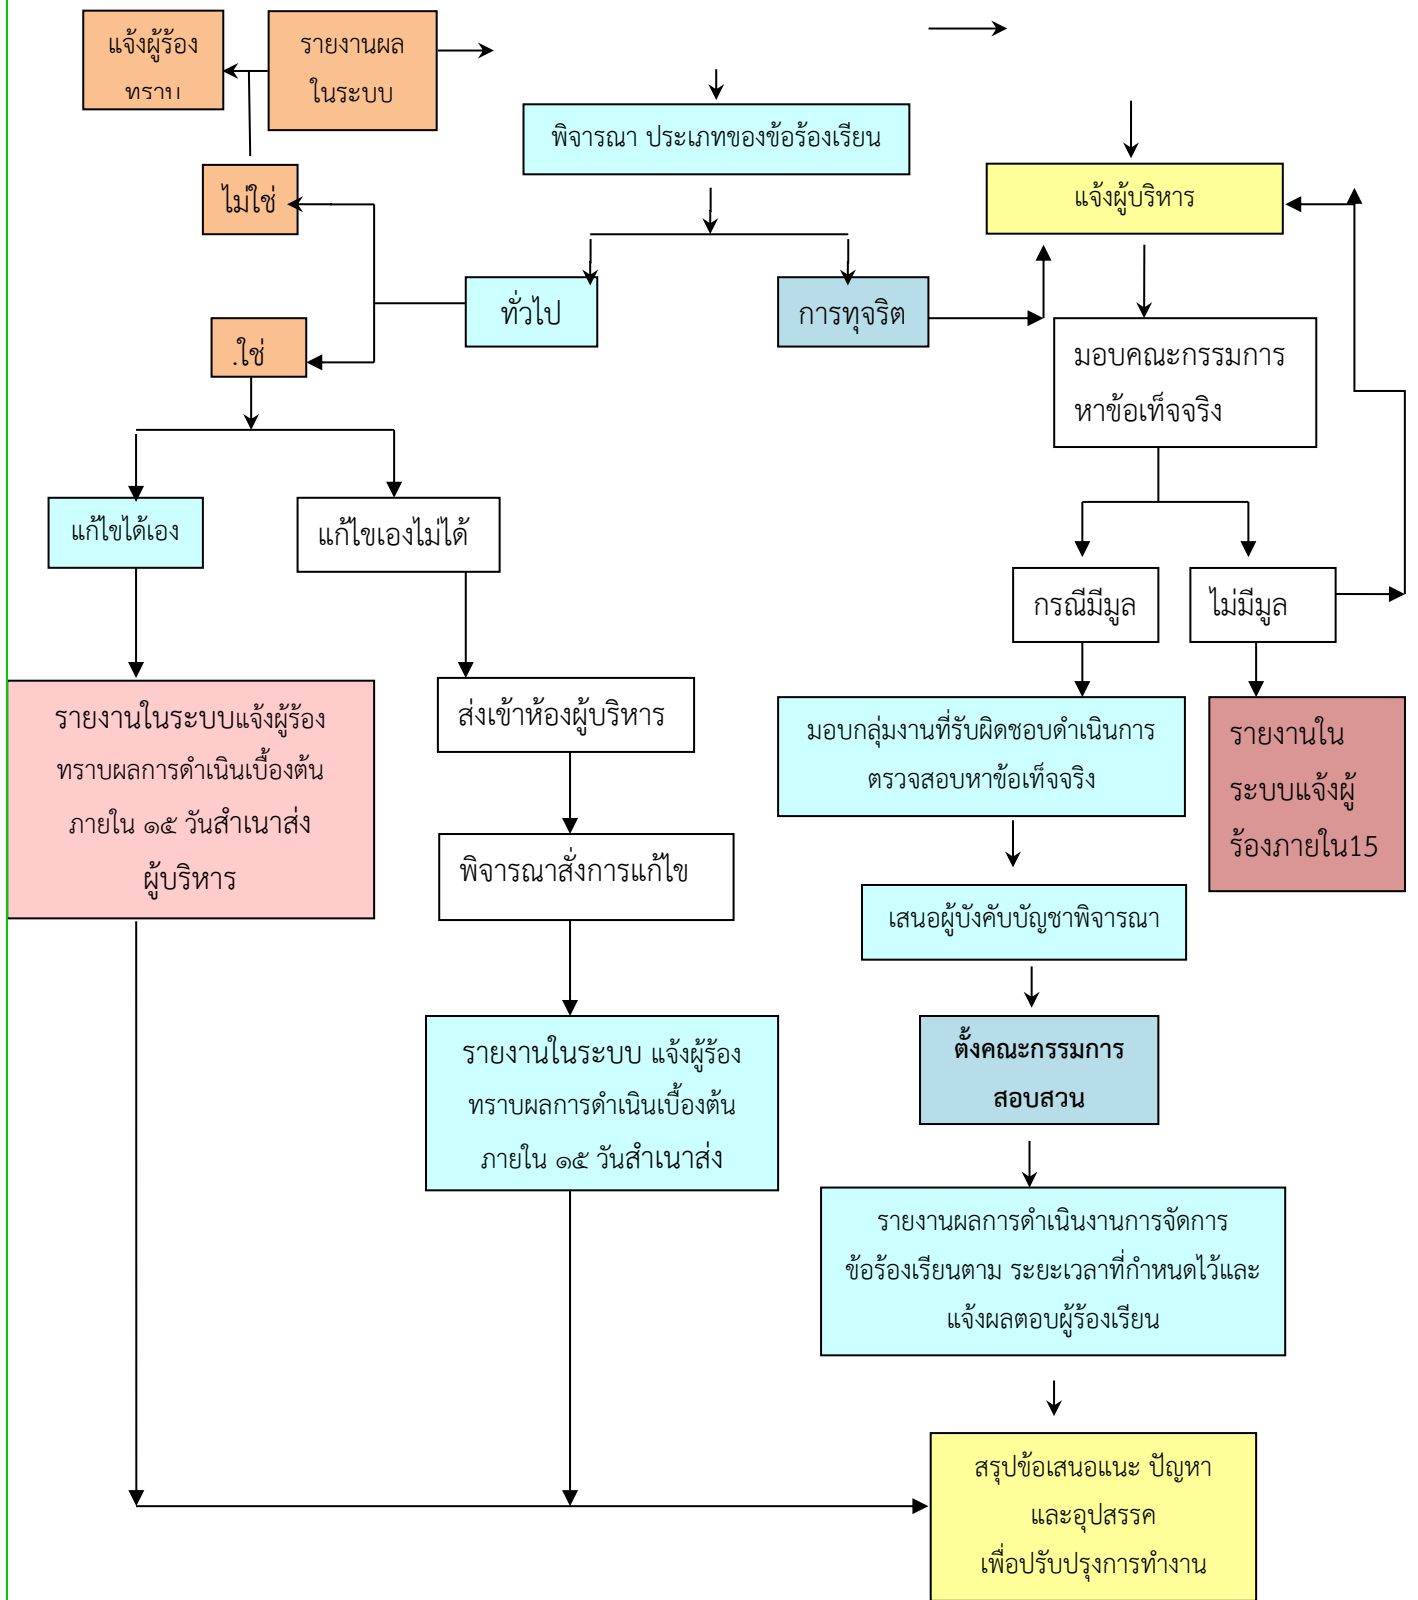 แจ้งผู้ร้อง
ทราบ
รายงานผล
ในระบบ
พิจารณา ประเภทของข้อร้องเรียน
แจ้งผู้บริหาร
ไม่ใช่
ทั่วไป
การทุจริต
.ใช่
มอบคณะกรรมการ
หาข้อเท็จจริง
แก้ไขได้เอง
แก้ไขเองไม่ได้
กรณีมีมูล
ไม่มีมูล
รายงานในระบบแจ้งผู้ร้อง
ทราบผลการดำเนินเบื้องต้น
ภายใน ๑๕ วันสำเนาส่ง
ผู้บริหาร
ส่งเข้าห้องผู้บริหาร
มอบกลุ่มงานที่รับผิดชอบดำเนินการ
ตรวจสอบหาข้อเท็จจริง
รายงานใน
ระบบแจ้งผู้
ร้องภายใน15
พิจารณาสั่งการแก้ไข
เสนอผู้บังคับบัญชาพิจารณา
รายงานในระบบ แจ้งผู้ร้อง
ทราบผลการดำเนินเบื้องต้น
ภายใน ๑๕ วันสำเนาส่ง
ตั้งคณะกรรมการ
สอบสวน
รายงานผลการดำเนินงานการจัดการ
ข้อร้องเรียนตาม ระยะเวลาที่กำหนดไว้และ
แจ้งผลตอบผู้ร้องเรียน
สรุปข้อเสนอแนะ ปัญหา
และอุปสรรค
เพื่อปรับปรุงการทำงาน